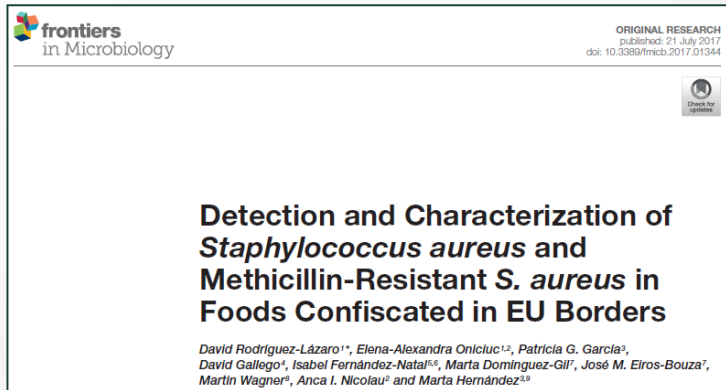 frontiers
in Microbiology
ORIGINAL RESEARCH
published: 21 July 2017
doi: 10.3389/fmicb.2017.01344
Check for
updates
Detection and Characterization of
Staphylococcus aureus and
Methicillin-Resistant S. aureus in
Foods Confiscated in EU Borders
David Rodríguez-Lázaro1*, Elena-Alexandra Oniciuc1,2, Patricia G. García3,
David Gallego4, Isabel Fernández-Natal5,6, Marta Domínguez-Gil7, José M. Eiros-Bouza7,
Martin Wagner8, Anca I. Nicolau2 and Marta Hernández3,9